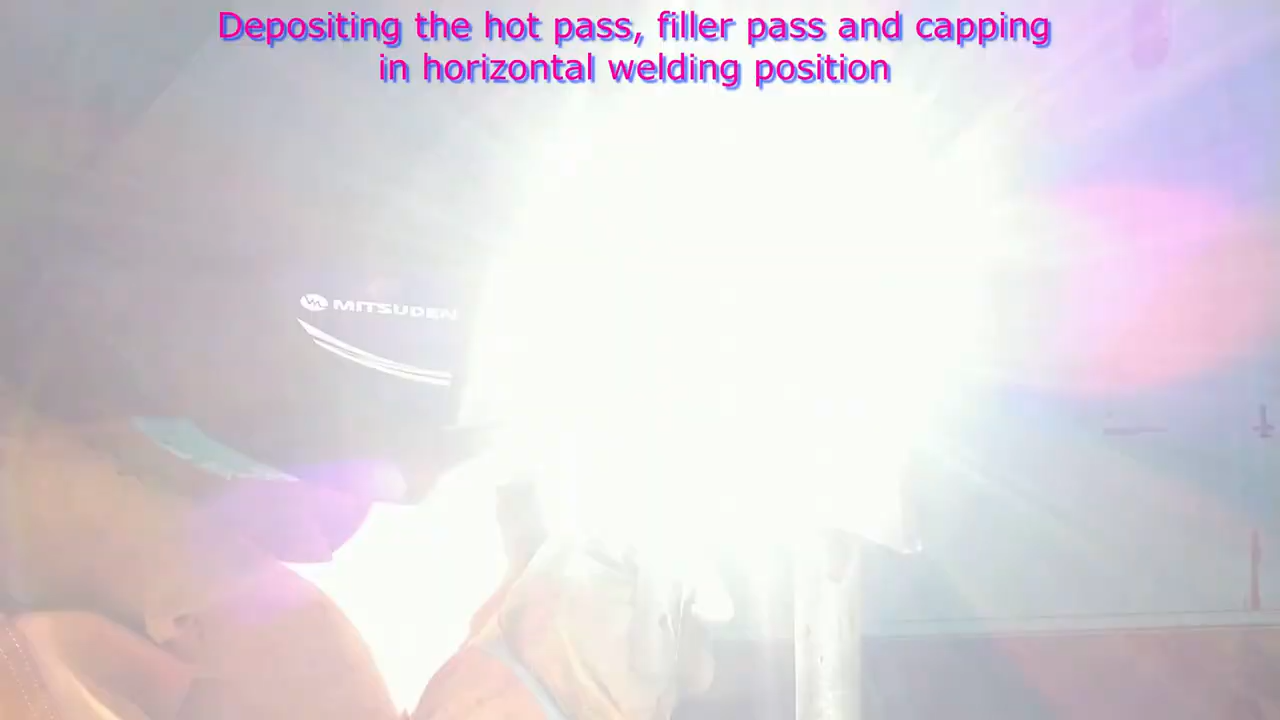 Depositing the hot pass, filler pass and capping
in horizontal welding position
MITSUDEN